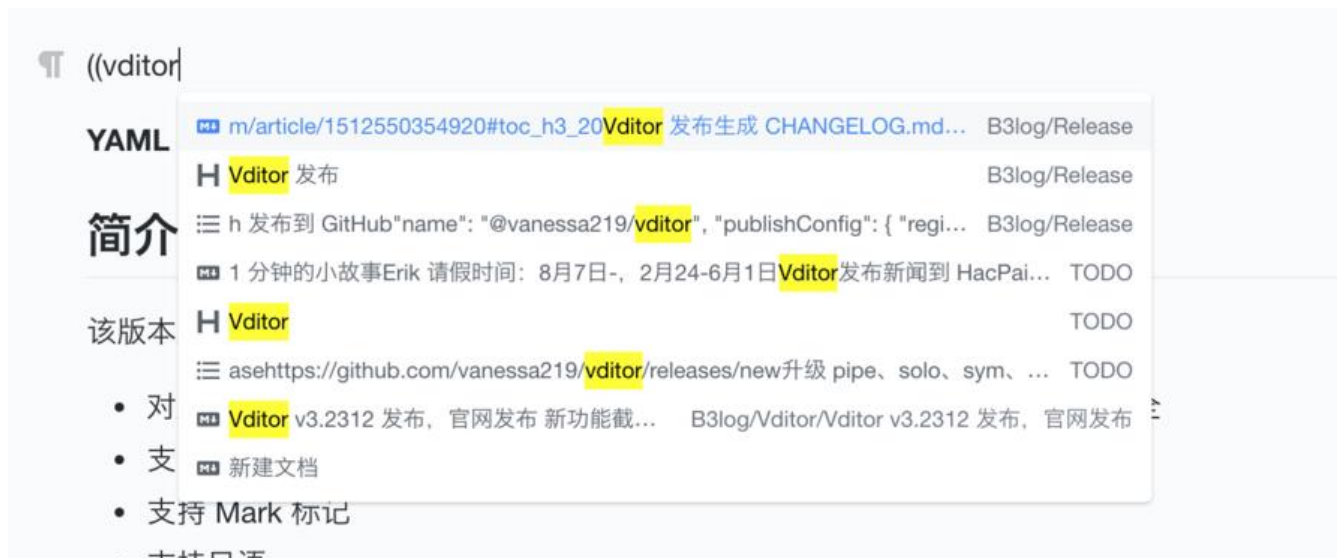 ((vditor
YAML
m/article/1512550354920#toc_h3_20Vditor 发布生成 CHANGELOG.md... B3log/Release
H Vditor 发布 B3log/Release
简介
h 发布到 GitHub"name": "@vanessa219/vditor", "publishConfig": { "regi... B3log/Release
1 分钟的小故事Erik 请假时间：8月7日-，2月24-6月1日Vditor发布新闻到 HacPai... TODO
该版本
H Vditor TODO
asehttps://github.com/vanessa219/vditor/releases/new升级 pipe、solo、sym、... TODO
• 对
Vditor v3.2312 发布，官网发布 新功能截... B3log/Vditor/Vditor v3.2312 发布，官网发布
• 支
新建文档
• 支持 Mark 标记